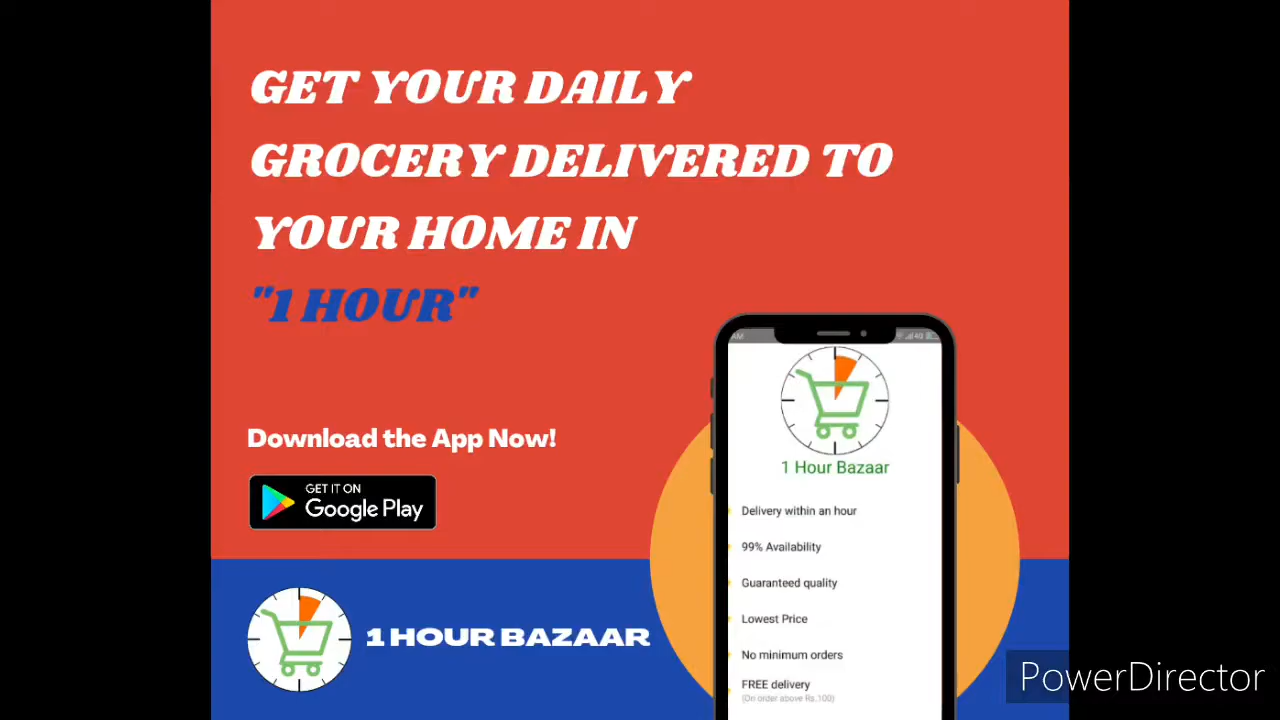 GET YOUR DAILY
GROCERY DELIVERED TO
YOUR HOME IN
"1 HOUR"
Download the App Now!
GET IT ON
Google Play
1 HOUR BAZAAR
AM
4G
1 Hour Bazaar
Delivery within an hour
99% Availability
Guaranteed quality
Lowest Price
No minimum orders
FREE delivery
(On order above Rs.100)
PowerDirector